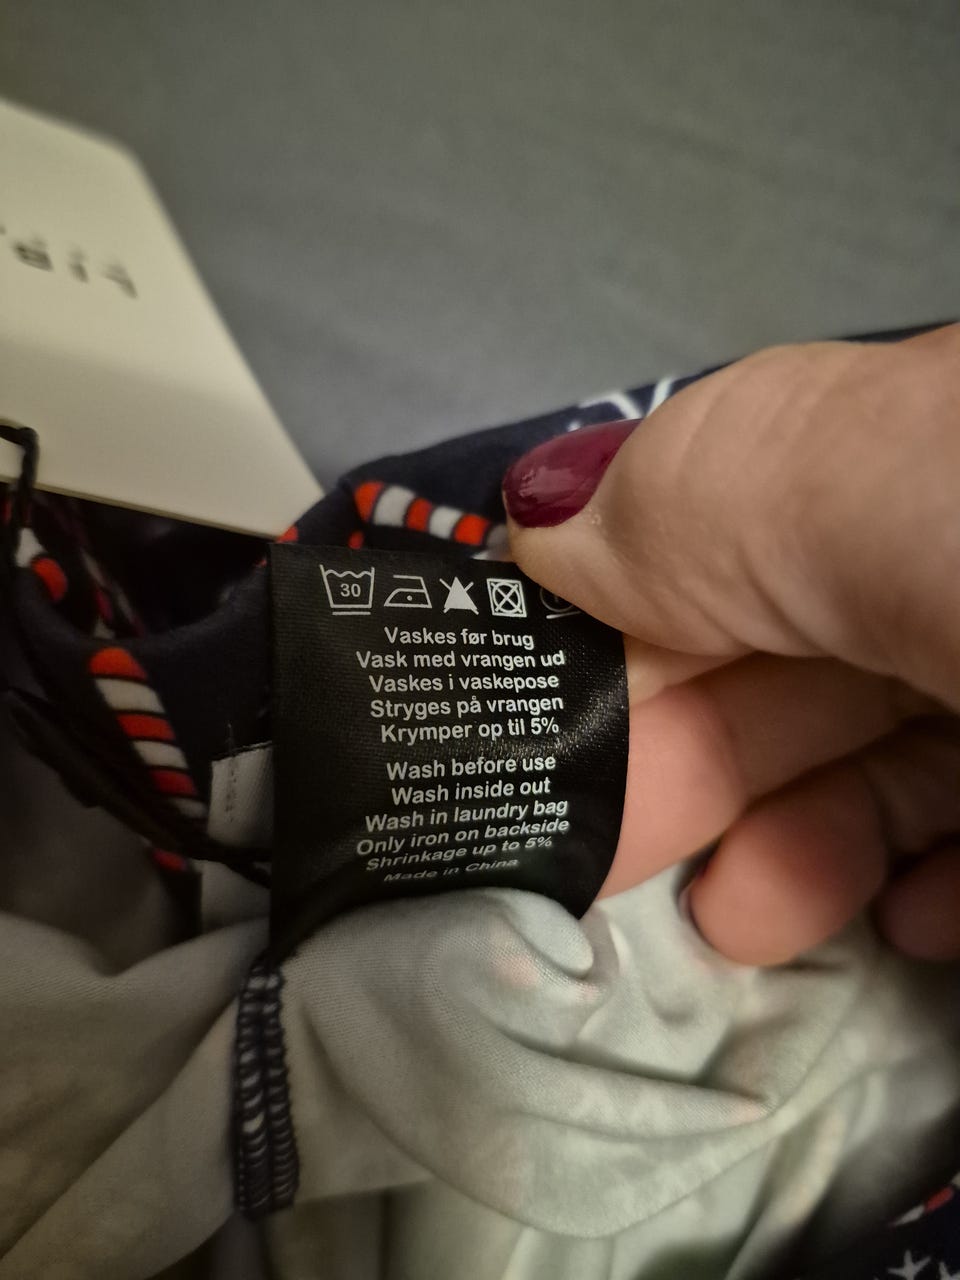 30
Vaskes før brug
Vask med vrangen ud
Vaskes i vaskepose
Stryges på vrangen
Krymper op til 5%
Wash before use
Wash inside out
Wash in laundry bag
Only iron on backside
Shrinkage up to 5%
Made in China